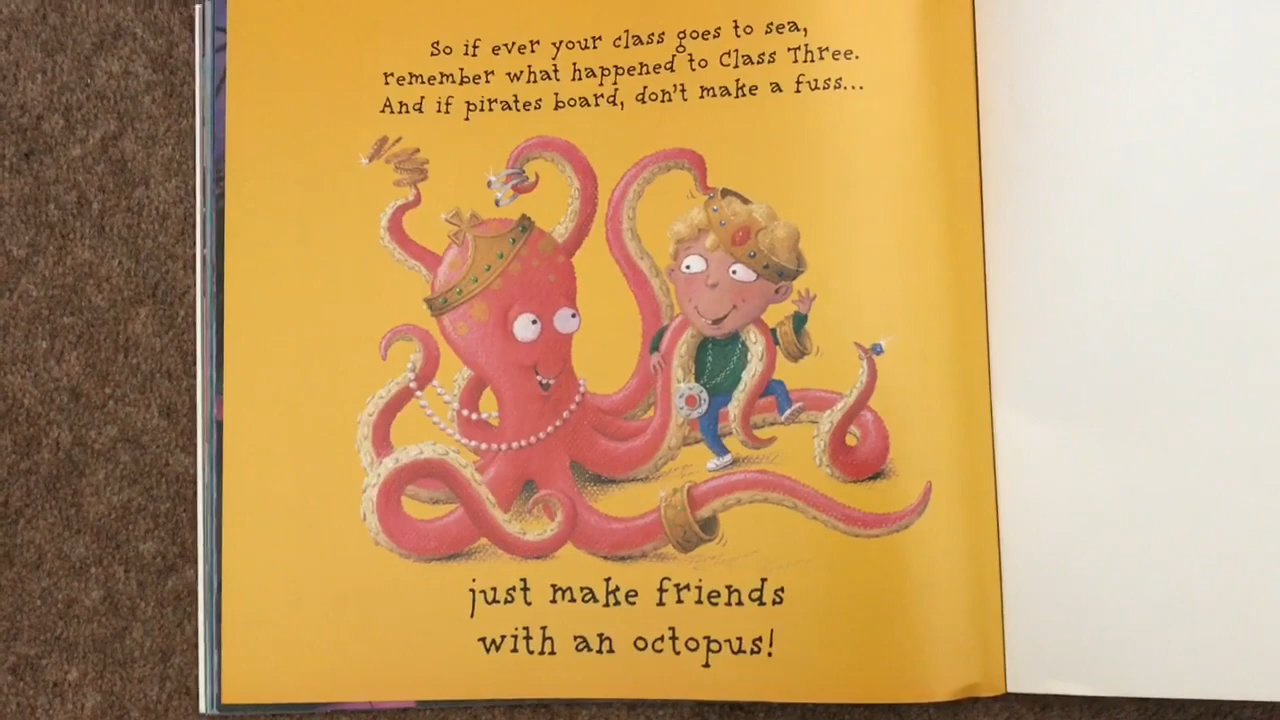 So if ever your class goes to sea,
remember what happened to Class Three.
And if pirates board, don't make a fuss...
just make friends
with an octopus!